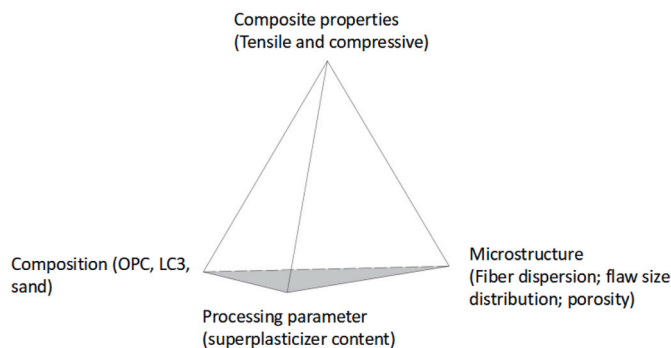 Composite properties
(Tensile and compressive)
Composition (OPC, LC3,
sand)
Microstructure
(Fiber dispersion; flaw size
distribution; porosity)
Processing parameter
(superplasticizer content)